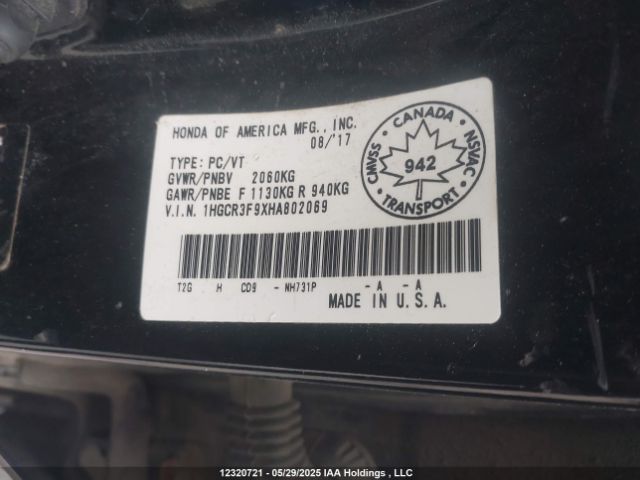 HONDA OF AMERICA MFG., INC.
08/'17
TYPE: PC/VT
GVWR/PNBV 2060KG
GAWR/PNBE F 1130KG R 940KG
V.I.N. 1HGCR3F9XHA802069
CANADA
CMVSS 942 NSVAC
TRANSPORT
T2G H CD9 - NH731P - A - A
MADE IN U.S.A.
12320721 - 05/29/2025 IAA Holdings , LLC